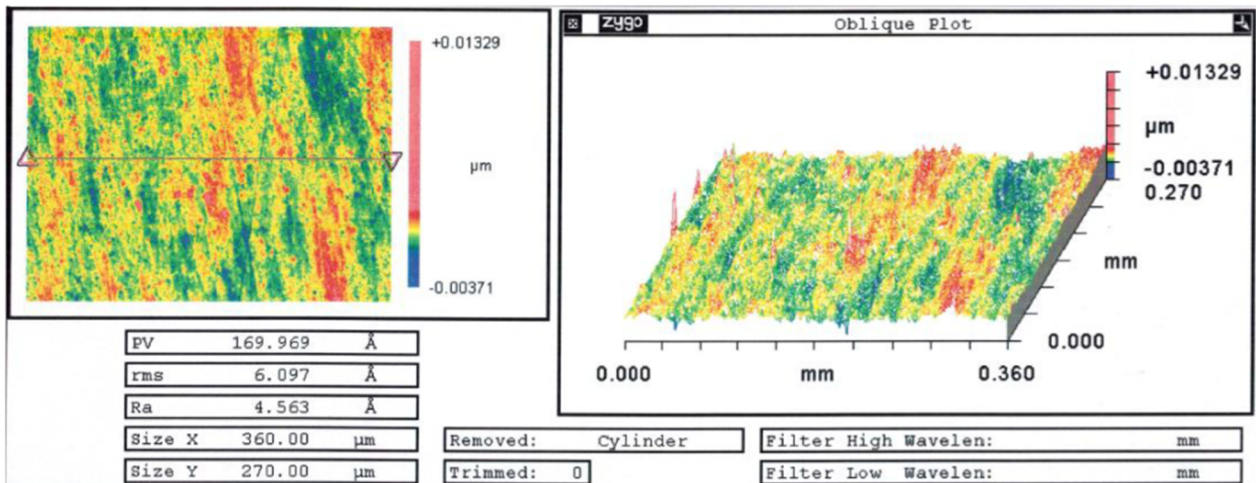 +0.01329
µm
-0.00371
zygo Oblique Plot
+0.01329
µm
-0.00371
0.270
mm
0.000
0.000 mm 0.360
PV 169.969 Å
rms 6.097 Å
Ra 4.563 Å
Size X 360.00 µm
Size Y 270.00 µm
Removed: Cylinder
Trimmed: 0
Filter High Wavelen: mm
Filter Low Wavelen: mm